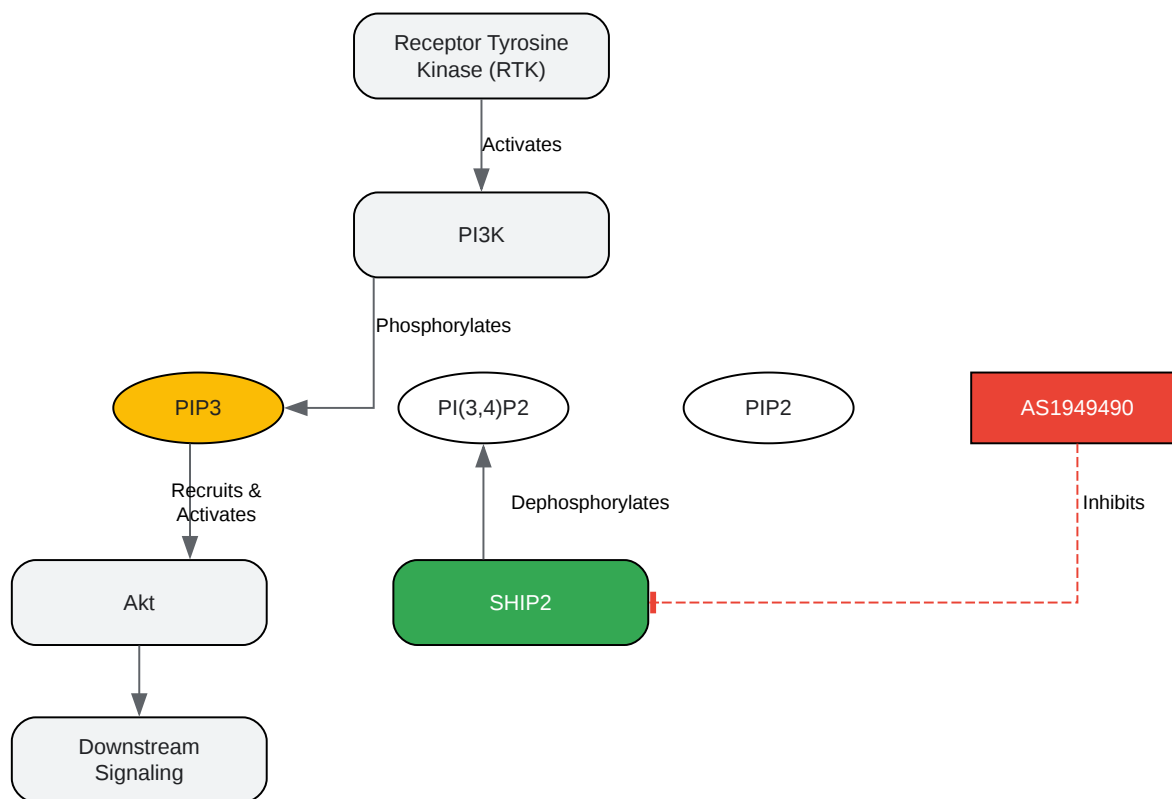 Receptor Tyrosine
Kinase (RTK)
Activates
PI3K
Phosphorylates
PIP3
PI(3,4)P2
PIP2
AS1949490
Recruits &
Activates
Dephosphorylates
Inhibits
Akt
SHIP2
Downstream
Signaling